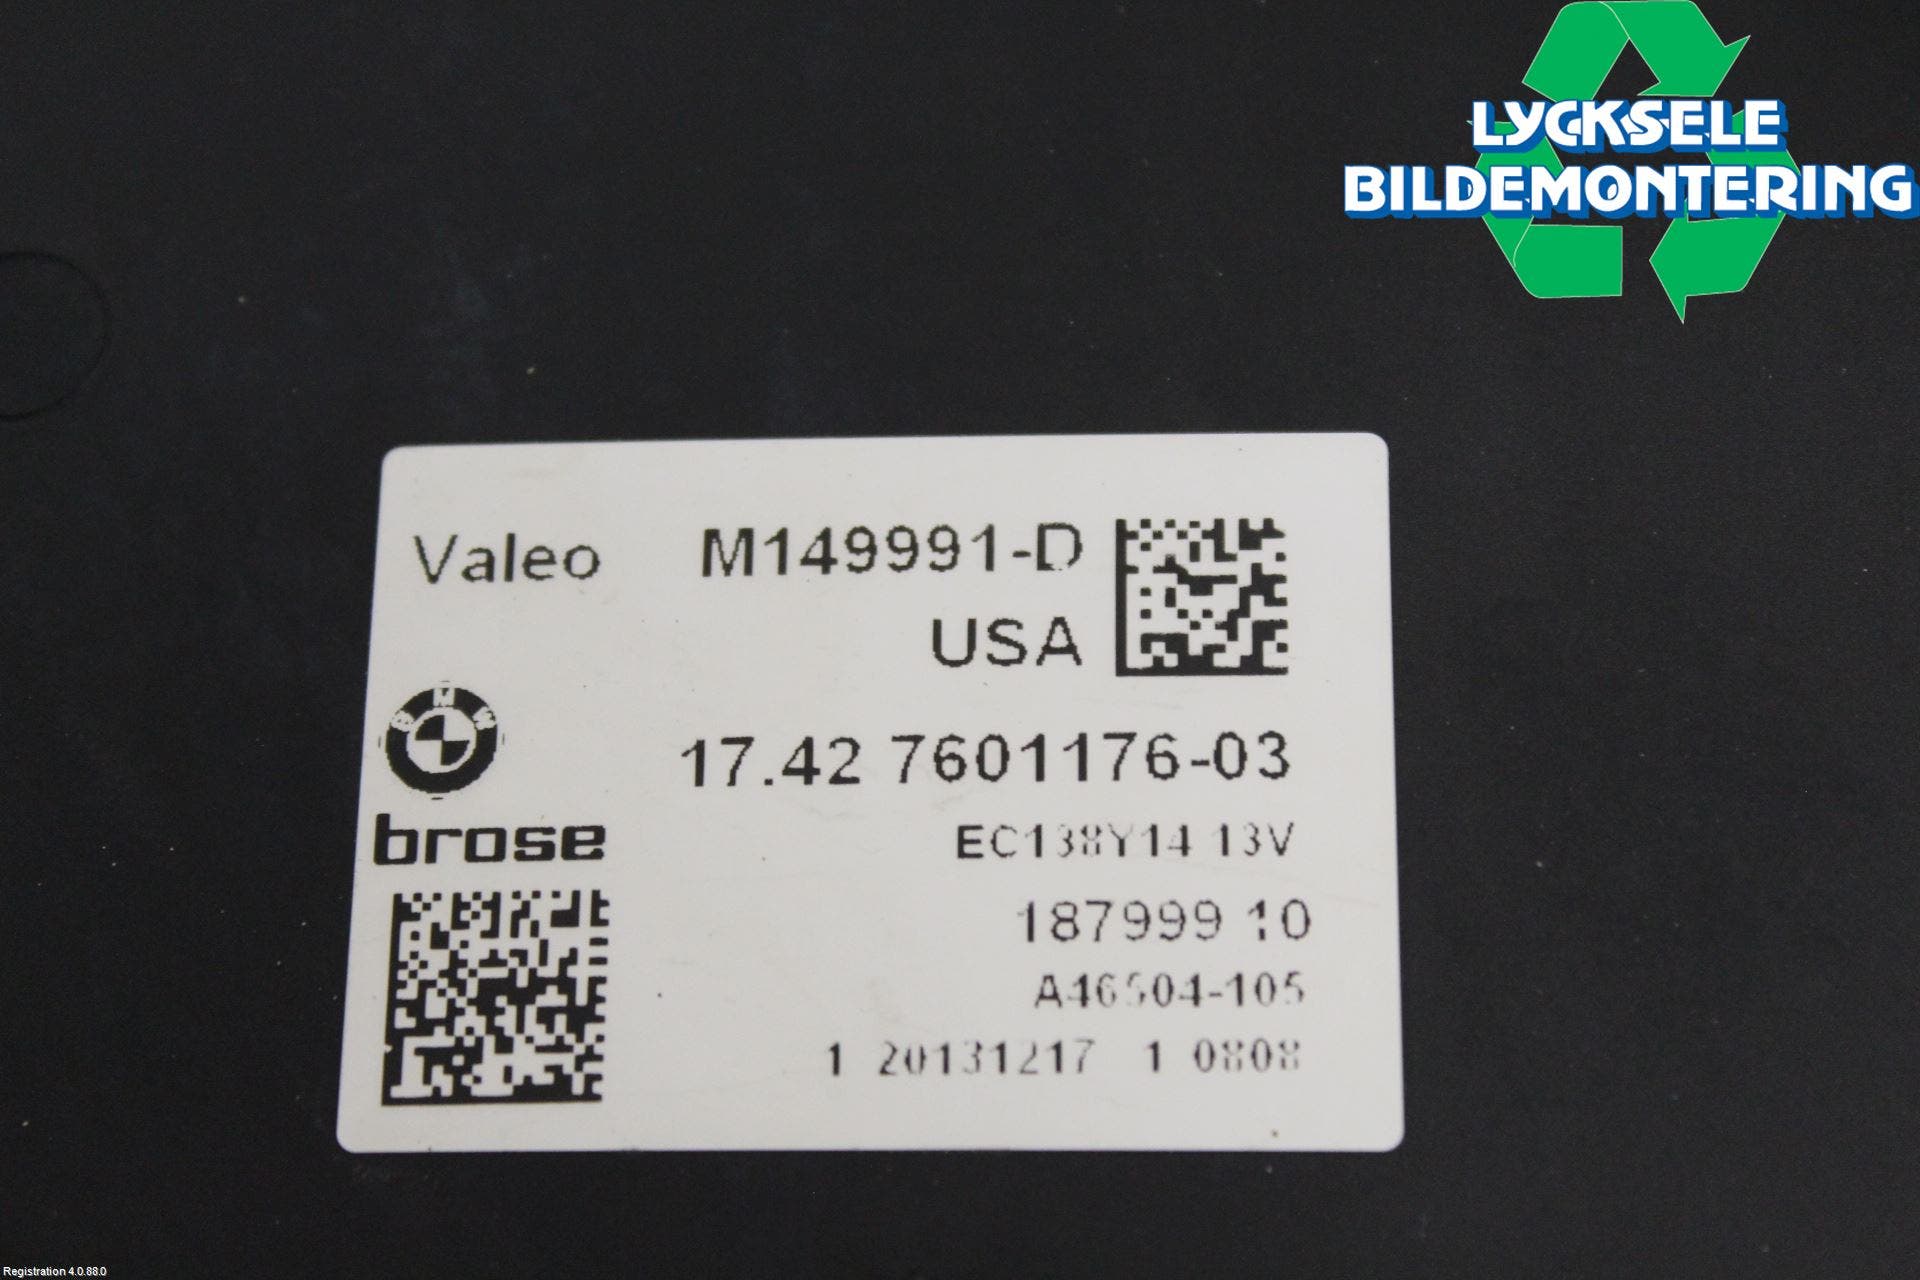 LYCKSELE
BILDEMONTERING
Valeo M149991-D
USA
BMW
17.42 7601176-03
brose
EC138Y14 13V
187999 10
A46504-105
1 20131217 1 0808
Registration 4.0.88.0